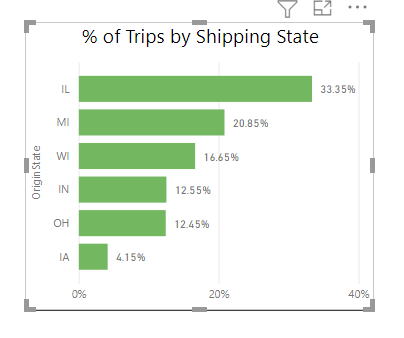 % of Trips by Shipping State
Origin State
IL 33.35%
MI 20.85%
WI 16.65%
IN 12.55%
OH 12.45%
IA 4.15%
0% 20% 40%